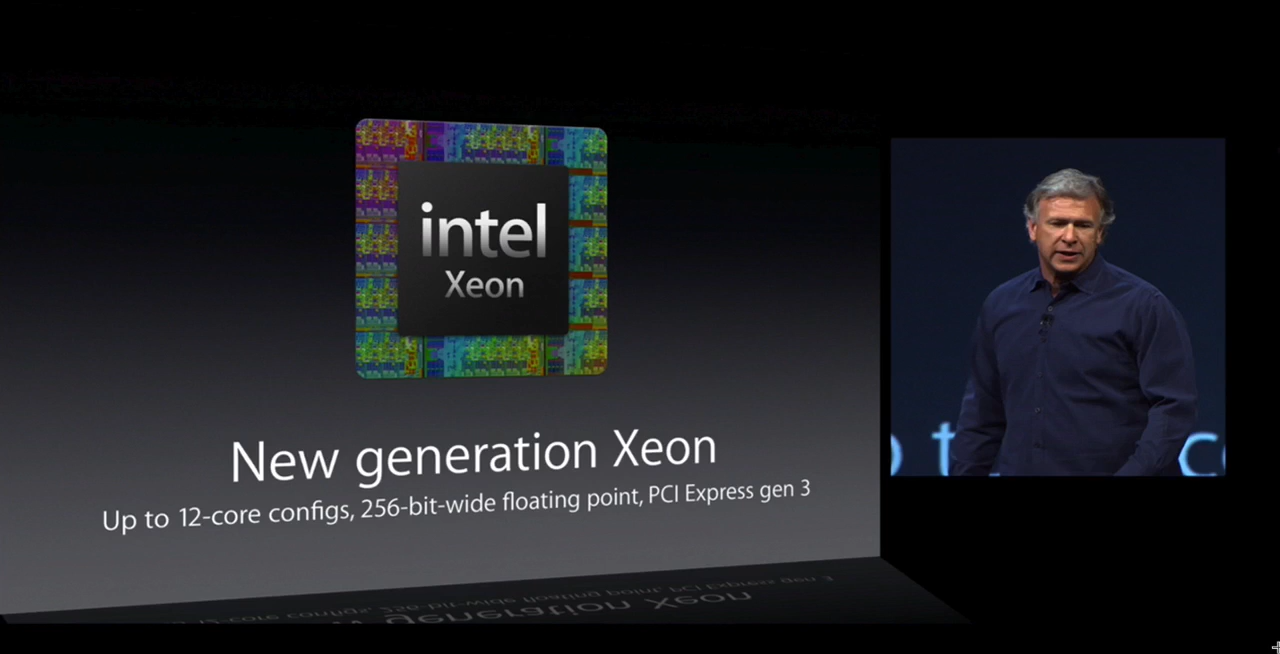 intel
Xeon
New generation Xeon
Up to 12-core configs, 256-bit-wide floating point, PCI Express gen 3